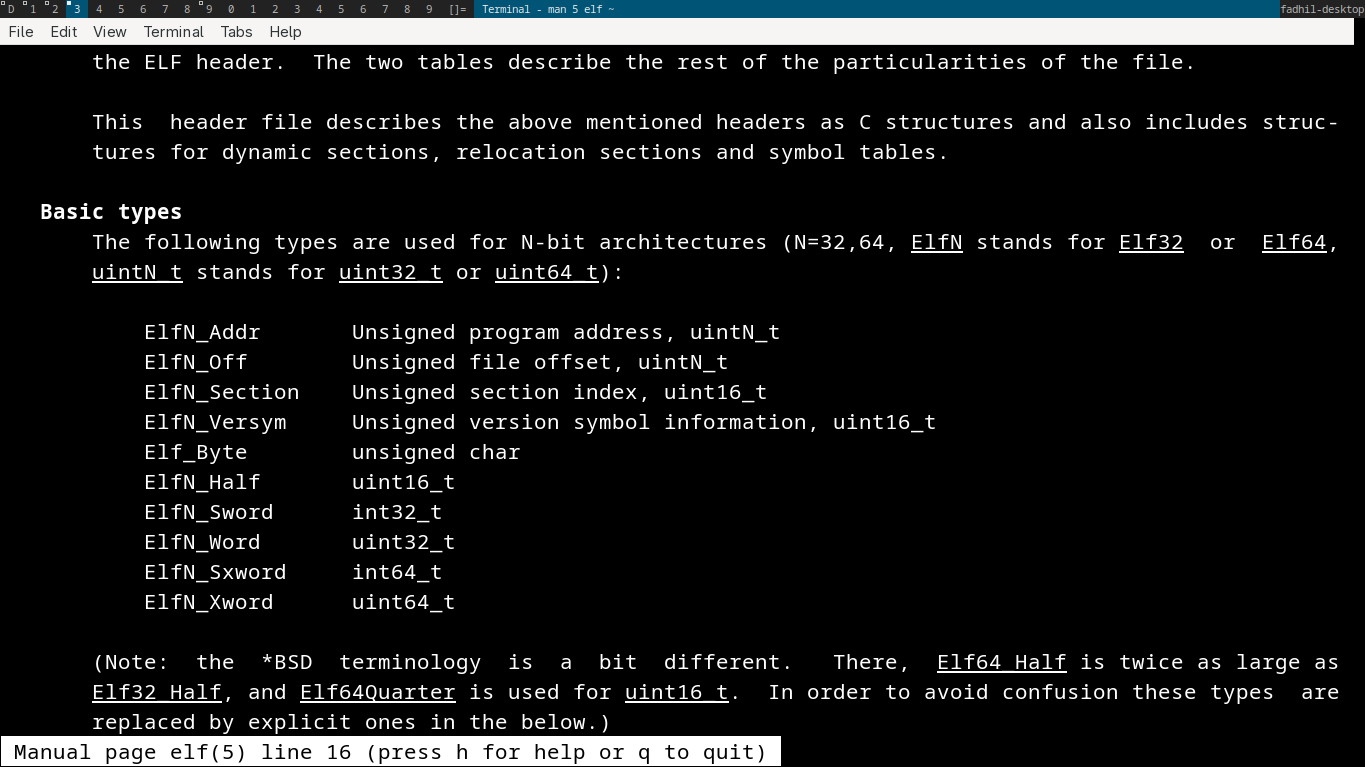 D 1 2 3 4 5 6 7 8 9 0 1 2 3 4 5 6 7 8 9 []= Terminal - man 5 elf ~ fadhil-desktop
File Edit View Terminal Tabs Help
the ELF header.  The two tables describe the rest of the particularities of the file.
This  header file describes the above mentioned headers as C structures and also includes struc-
tures for dynamic sections, relocation sections and symbol tables.
Basic types
The following types are used for N-bit architectures (N=32,64, ElfN stands for Elf32  or  Elf64,
uintN_t stands for uint32_t or uint64_t):
ElfN_Addr       Unsigned program address, uintN_t
ElfN_Off        Unsigned file offset, uintN_t
ElfN_Section    Unsigned section index, uint16_t
ElfN_Versym     Unsigned version symbol information, uint16_t
Elf_Byte        unsigned char
ElfN_Half       uint16_t
ElfN_Sword      int32_t
ElfN_Word       uint32_t
ElfN_Sxword     int64_t
ElfN_Xword      uint64_t
(Note:  the  *BSD  terminology  is  a  bit  different.   There,  Elf64_Half is twice as large as
Elf32_Half, and Elf64Quarter is used for uint16_t.  In order to avoid confusion these types  are
replaced by explicit ones in the below.)
Manual page elf(5) line 16 (press h for help or q to quit)